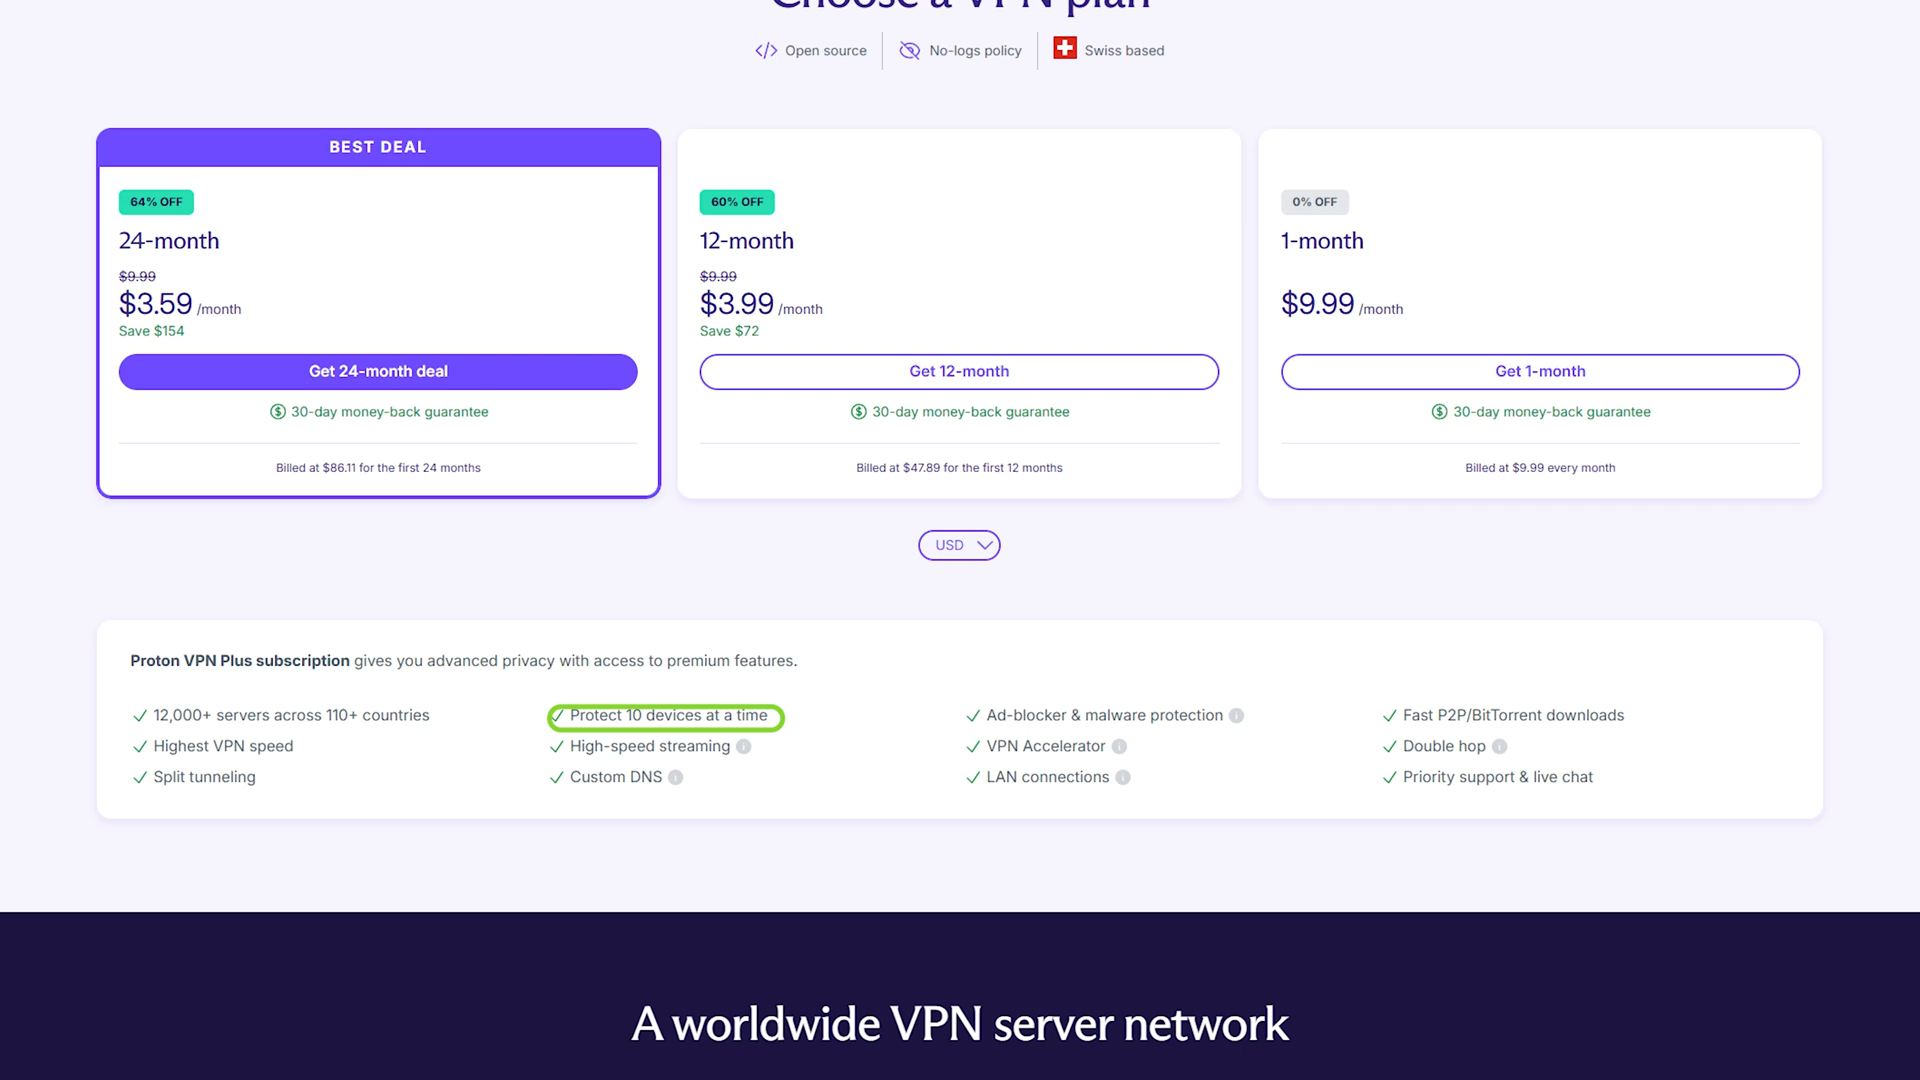 Choose a VPN plan
Open source
No-logs policy
Swiss based
BEST DEAL
64% OFF
24-month
$9.99
$3.59 /month
Save $154
Get 24-month deal
30-day money-back guarantee
Billed at $86.11 for the first 24 months
60% OFF
12-month
$9.99
$3.99 /month
Save $72
Get 12-month
30-day money-back guarantee
Billed at $47.89 for the first 12 months
0% OFF
1-month
$9.99 /month
Get 1-month
30-day money-back guarantee
Billed at $9.99 every month
USD
Proton VPN Plus subscription gives you advanced privacy with access to premium features.
12,000+ servers across 110+ countries
Highest VPN speed
Split tunneling
Protect 10 devices at a time
High-speed streaming
Custom DNS
Ad-blocker & malware protection
VPN Accelerator
LAN connections
Fast P2P/BitTorrent downloads
Double hop
Priority support & live chat
A worldwide VPN server network